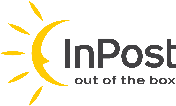 InPost
out of the box